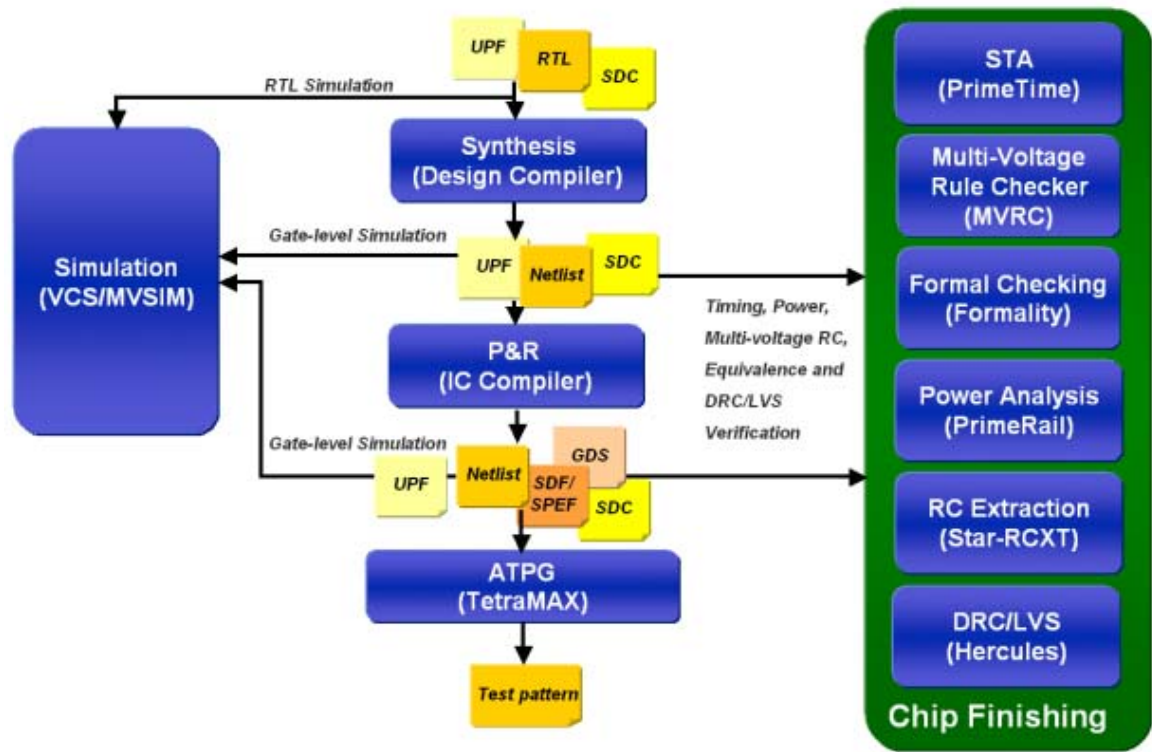 UPF
RTL
SDC
RTL Simulation
Synthesis
(Design Compiler)
Gate-level Simulation
UPF
Netlist
SDC
Simulation
(VCS/MVSIM)
P&R
(IC Compiler)
Timing, Power,
Multi-voltage RC,
Equivalence and
DRC/LVS
Verification
Gate-level Simulation
UPF
Netlist
SDF/
SPEF
GDS
SDC
ATPG
(TetraMAX)
Test pattern
STA
(PrimeTime)
Multi-Voltage
Rule Checker
(MVRC)
Formal Checking
(Formality)
Power Analysis
(PrimeRail)
RC Extraction
(Star-RCXT)
DRC/LVS
(Hercules)
Chip Finishing